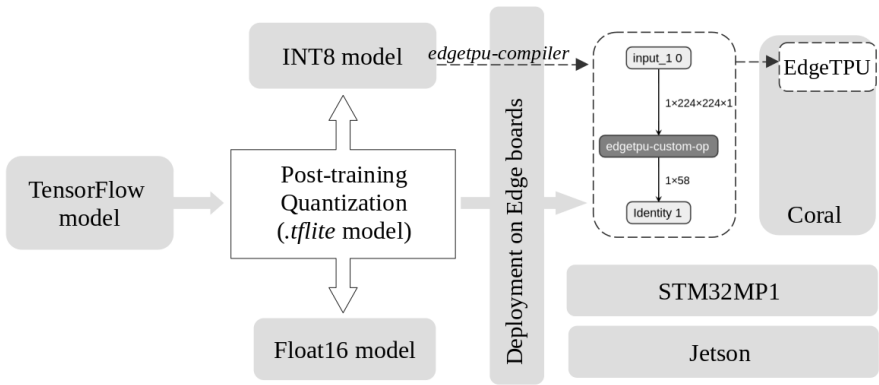 TensorFlow
model
INT8 model
Post-training
Quantization
(.tflite model)
Float16 model
edgetpu-compiler
Deployment on Edge boards
input_1 0
1×224×224×1
edgetpu-custom-op
1×58
Identity 1
EdgeTPU
Coral
STM32MP1
Jetson